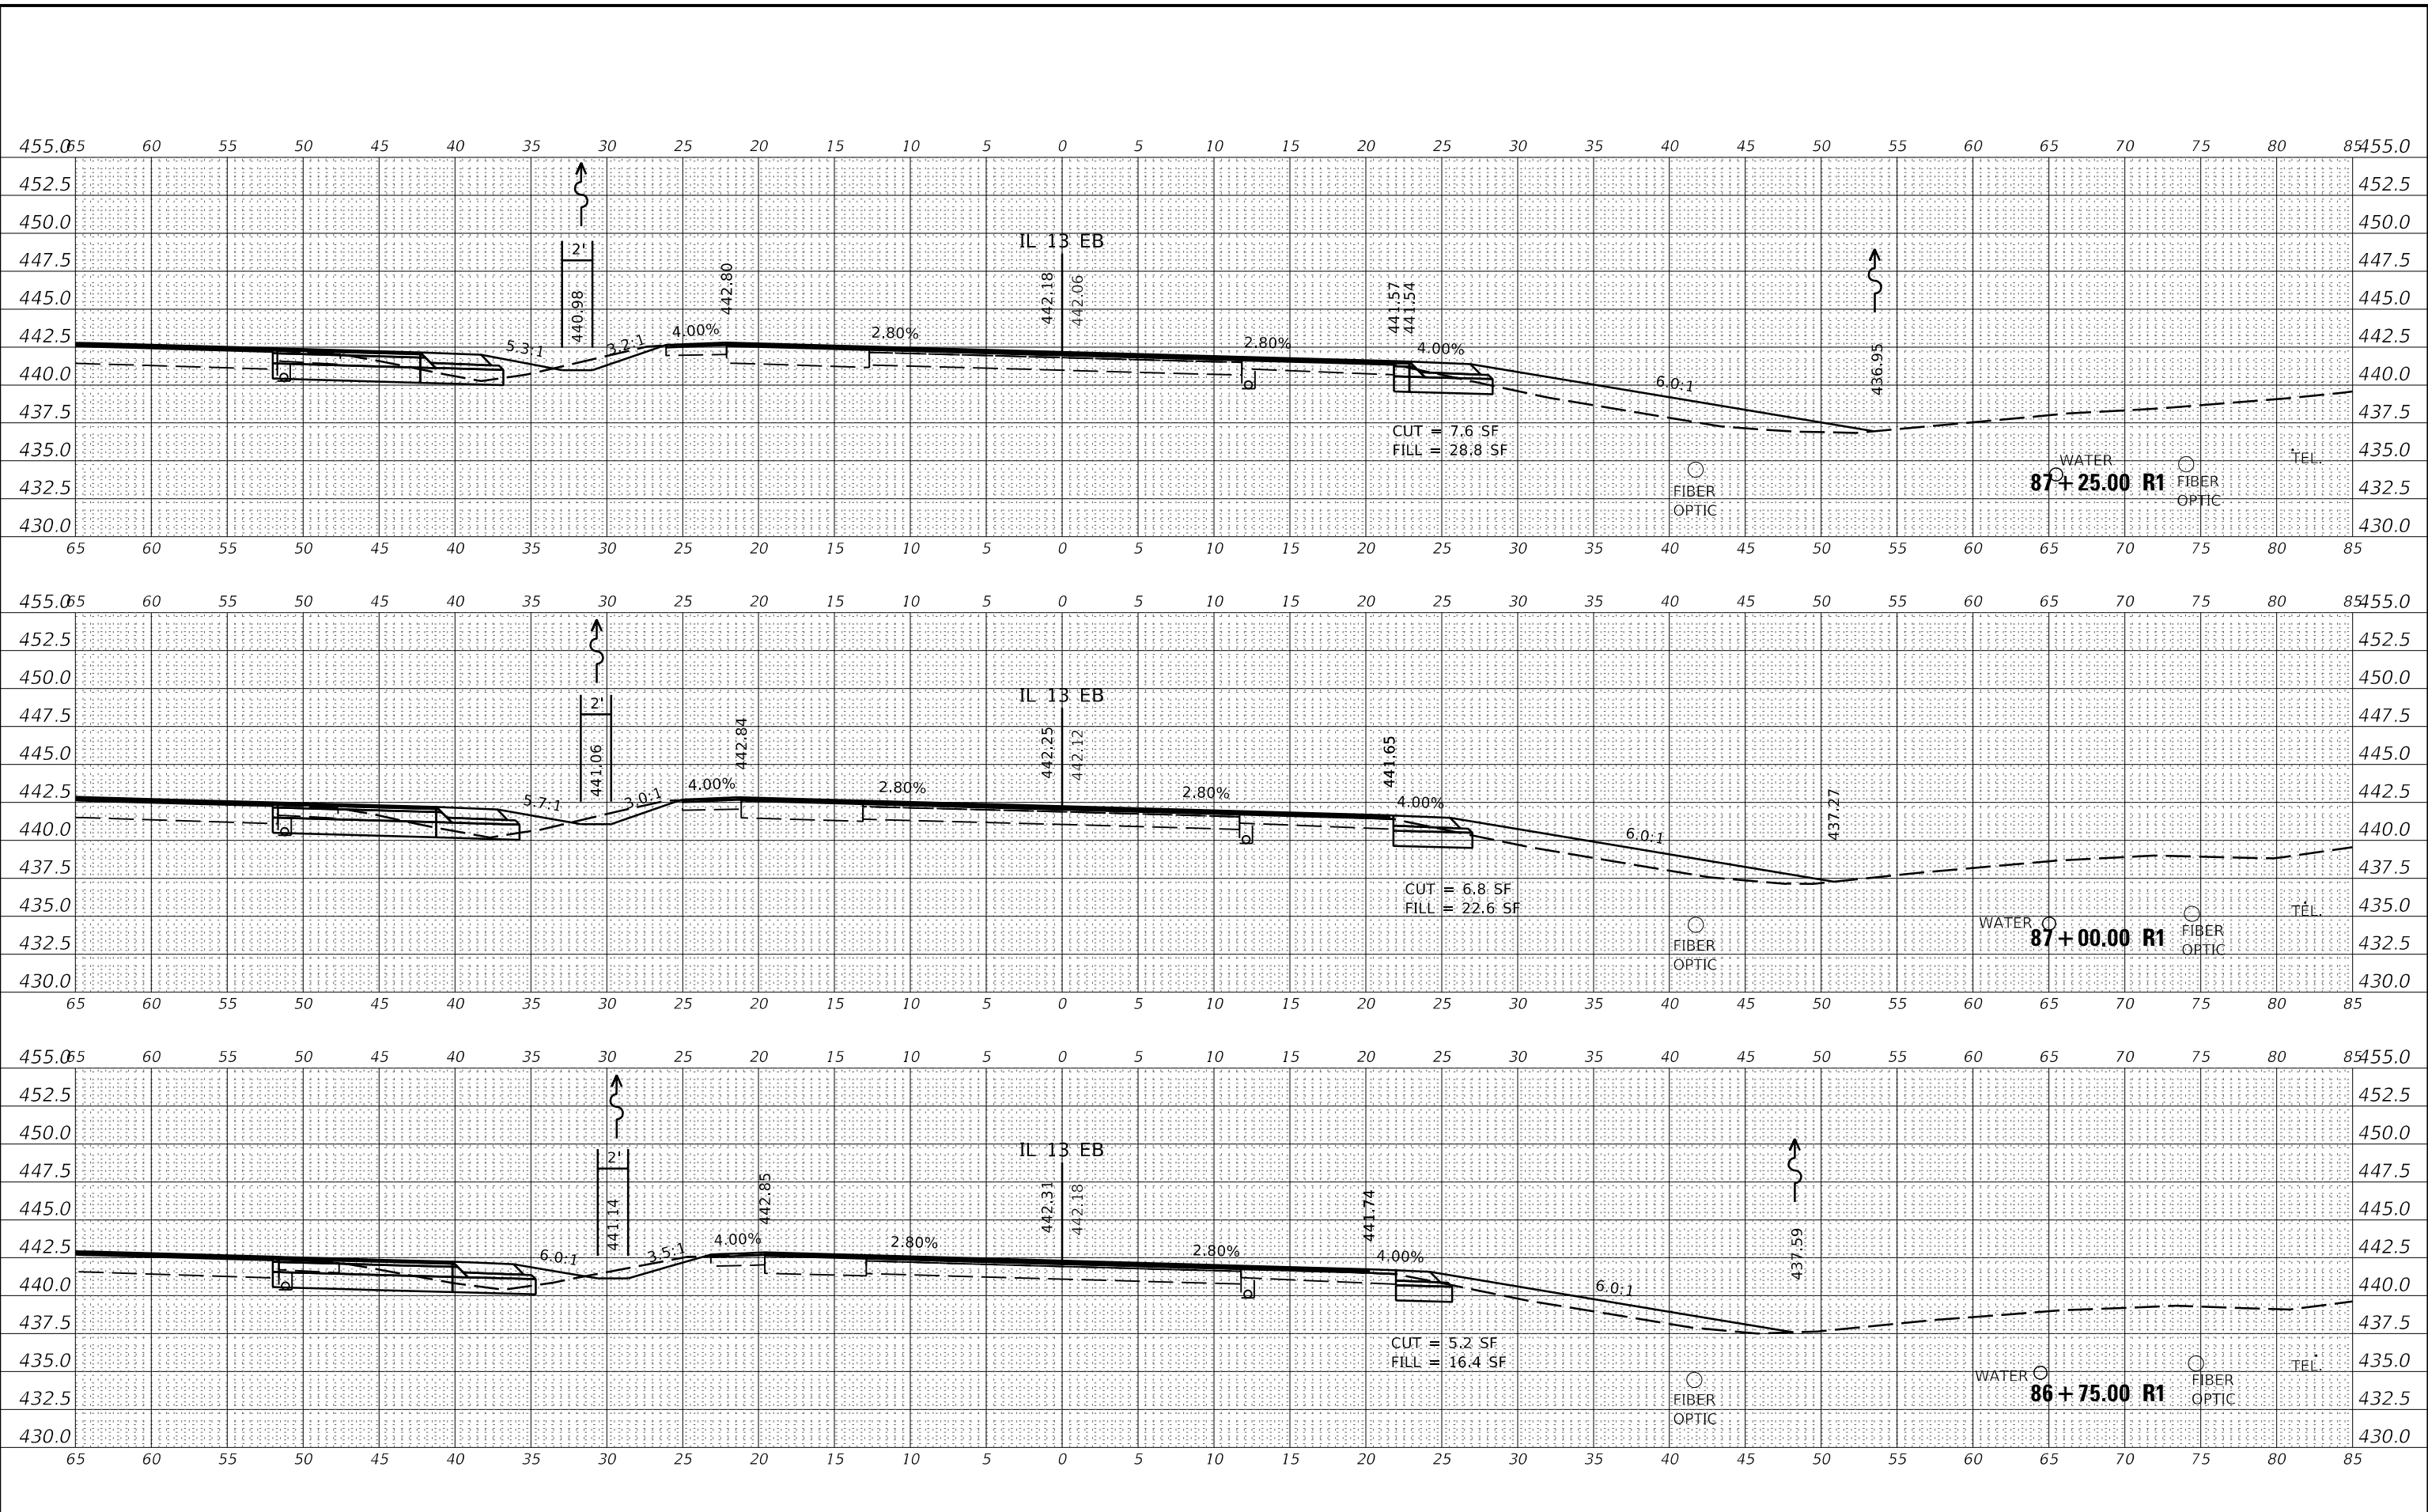 455.0 65 60 55 50 45 40 35 30 25 20 15 10 5 0 5 10 15 20 25 30 35 40 45 50 55 60 65 70 75 80 85 455.0
452.5 452.5
450.0 450.0
IL 13 EB
2'
447.5 447.5
440.98 442.80 442.18 442.06 441.57 441.54 436.95
445.0 445.0
442.5 5.3:1 3.2:1 4.00% 2.80% 2.80% 4.00% 442.5
440.0 6.0:1 440.0
437.5 437.5
CUT = 7.6 SF
FILL = 28.8 SF
435.0 WATER TEL. 435.0
432.5 FIBER OPTIC 87+25.00 R1 FIBER OPTIC 432.5
430.0 430.0
65 60 55 50 45 40 35 30 25 20 15 10 5 0 5 10 15 20 25 30 35 40 45 50 55 60 65 70 75 80 85
455.0 65 60 55 50 45 40 35 30 25 20 15 10 5 0 5 10 15 20 25 30 35 40 45 50 55 60 65 70 75 80 85 455.0
452.5 452.5
450.0 450.0
IL 13 EB
2'
447.5 447.5
441.06 442.84 442.25 442.12 441.65 437.27
445.0 445.0
442.5 5.7:1 3.0:1 4.00% 2.80% 2.80% 4.00% 442.5
440.0 6.0:1 440.0
437.5 437.5
CUT = 6.8 SF
FILL = 22.6 SF
435.0 TEL. 435.0
432.5 FIBER OPTIC WATER 87+00.00 R1 FIBER OPTIC 432.5
430.0 430.0
65 60 55 50 45 40 35 30 25 20 15 10 5 0 5 10 15 20 25 30 35 40 45 50 55 60 65 70 75 80 85
455.0 65 60 55 50 45 40 35 30 25 20 15 10 5 0 5 10 15 20 25 30 35 40 45 50 55 60 65 70 75 80 85 455.0
452.5 452.5
450.0 450.0
IL 13 EB
2'
447.5 447.5
441.14 442.85 442.31 442.18 441.74 437.59
445.0 445.0
442.5 6.0:1 3.5:1 4.00% 2.80% 2.80% 4.00% 442.5
440.0 6.0:1 440.0
437.5 437.5
CUT = 5.2 SF
FILL = 16.4 SF
435.0 TEL. 435.0
432.5 FIBER OPTIC WATER 86+75.00 R1 FIBER OPTIC 432.5
430.0 430.0
65 60 55 50 45 40 35 30 25 20 15 10 5 0 5 10 15 20 25 30 35 40 45 50 55 60 65 70 75 80 85